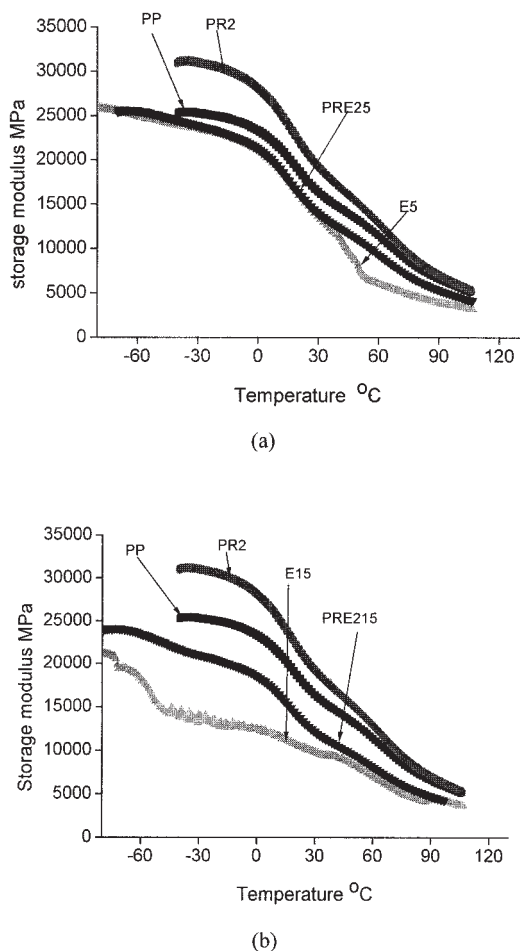 PP
PR2
35000
30000
25000
20000
15000
10000
5000
0
storage modulus MPa
PRE25
E5
-60
-30
0
30
60
90
120
Temperature °C
(a)
35000
30000
25000
20000
15000
10000
5000
0
Storage modulus MPa
PP
PR2
E15
PRE215
-60
-30
0
30
60
90
120
Temperature °C
(b)